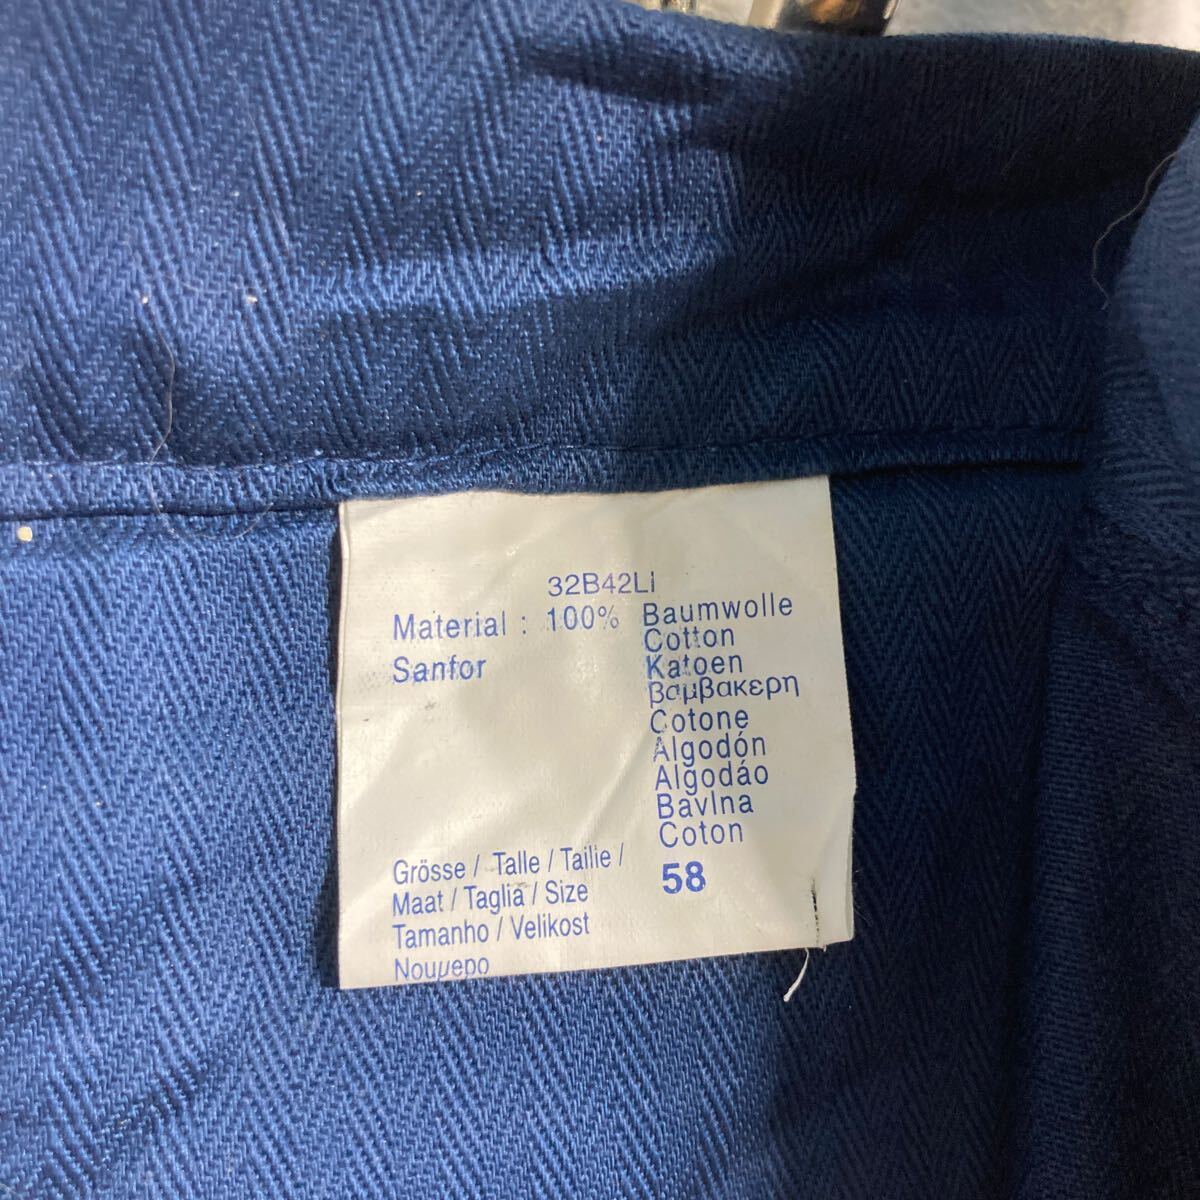 32B42LI
Material : 100% Baumwolle
Sanfor
Cotton
Katoen
βαμβακερη
Cotone
Algodón
Algodáo
Bavlna
Coton
Grösse / Talle / Tailie /
Maat / Taglia / Size
Tamanho / Velikost
Νουμερο
58